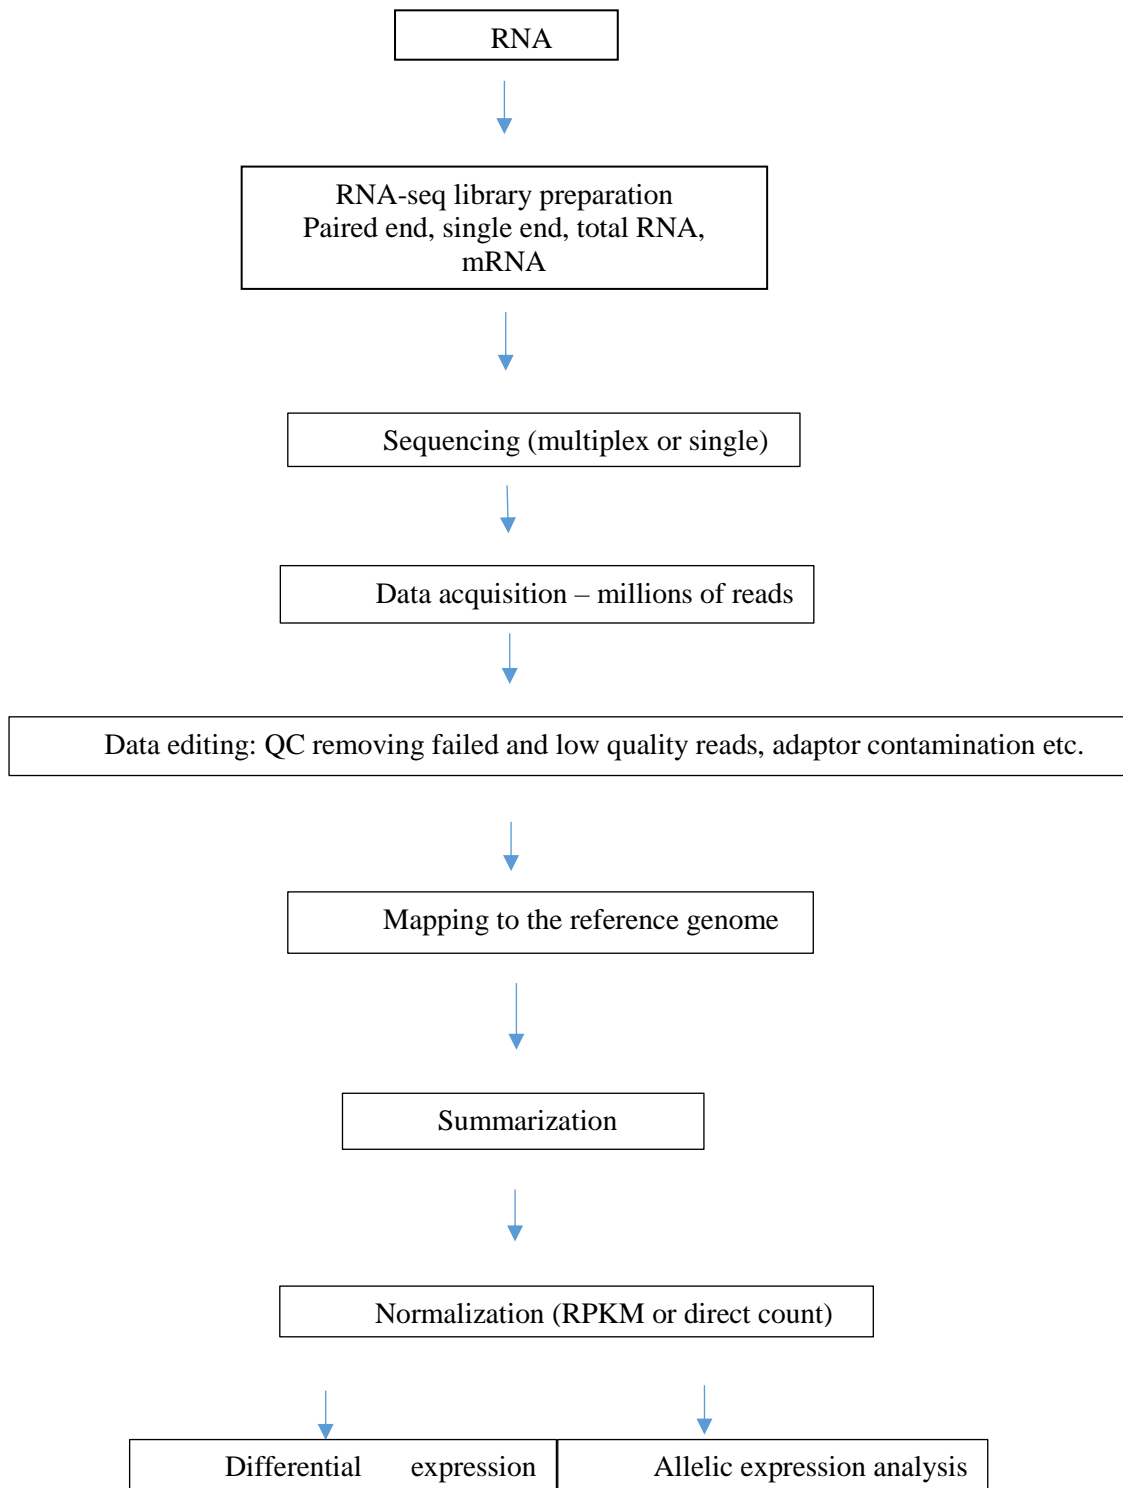 RNA
RNA-seq library preparation
Paired end, single end, total RNA,
mRNA
Sequencing (multiplex or single)
Data acquisition – millions of reads
Data editing: QC removing failed and low quality reads, adaptor contamination etc.
Mapping to the reference genome
Summarization
Normalization (RPKM or direct count)
Differential expression
Allelic expression analysis